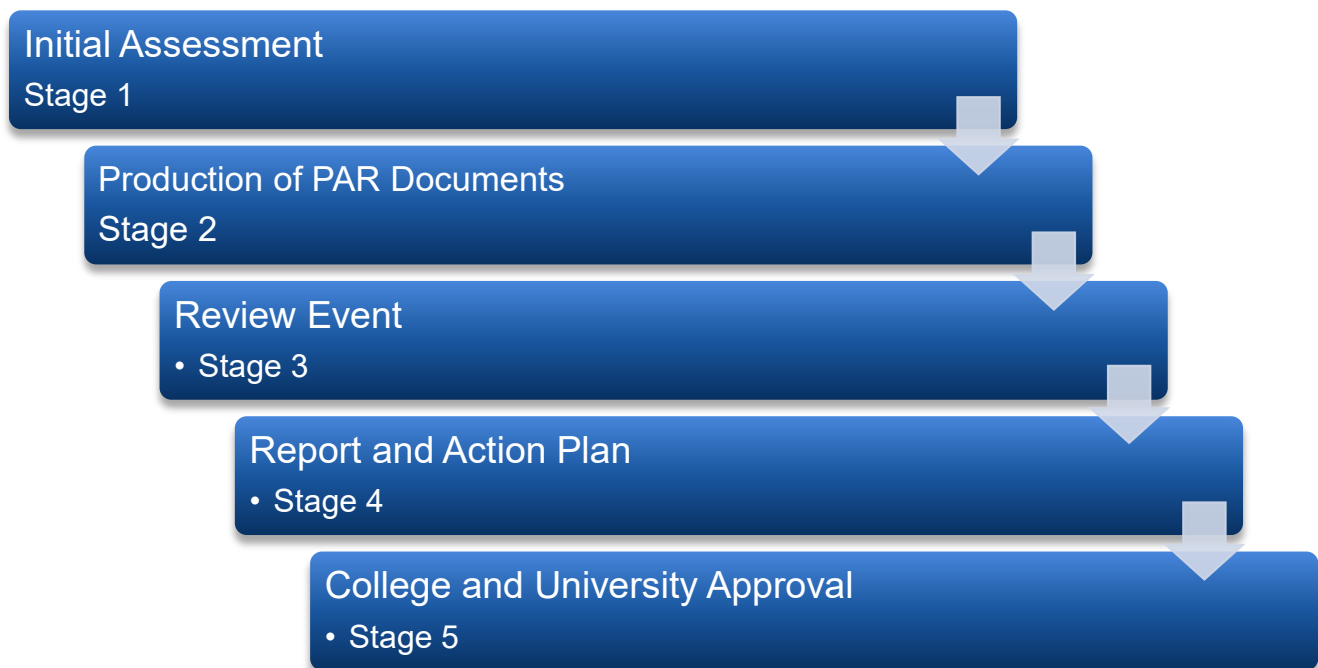 Initial Assessment
Stage 1
Production of PAR Documents
Stage 2
Review Event
• Stage 3
Report and Action Plan
• Stage 4
College and University Approval
• Stage 5